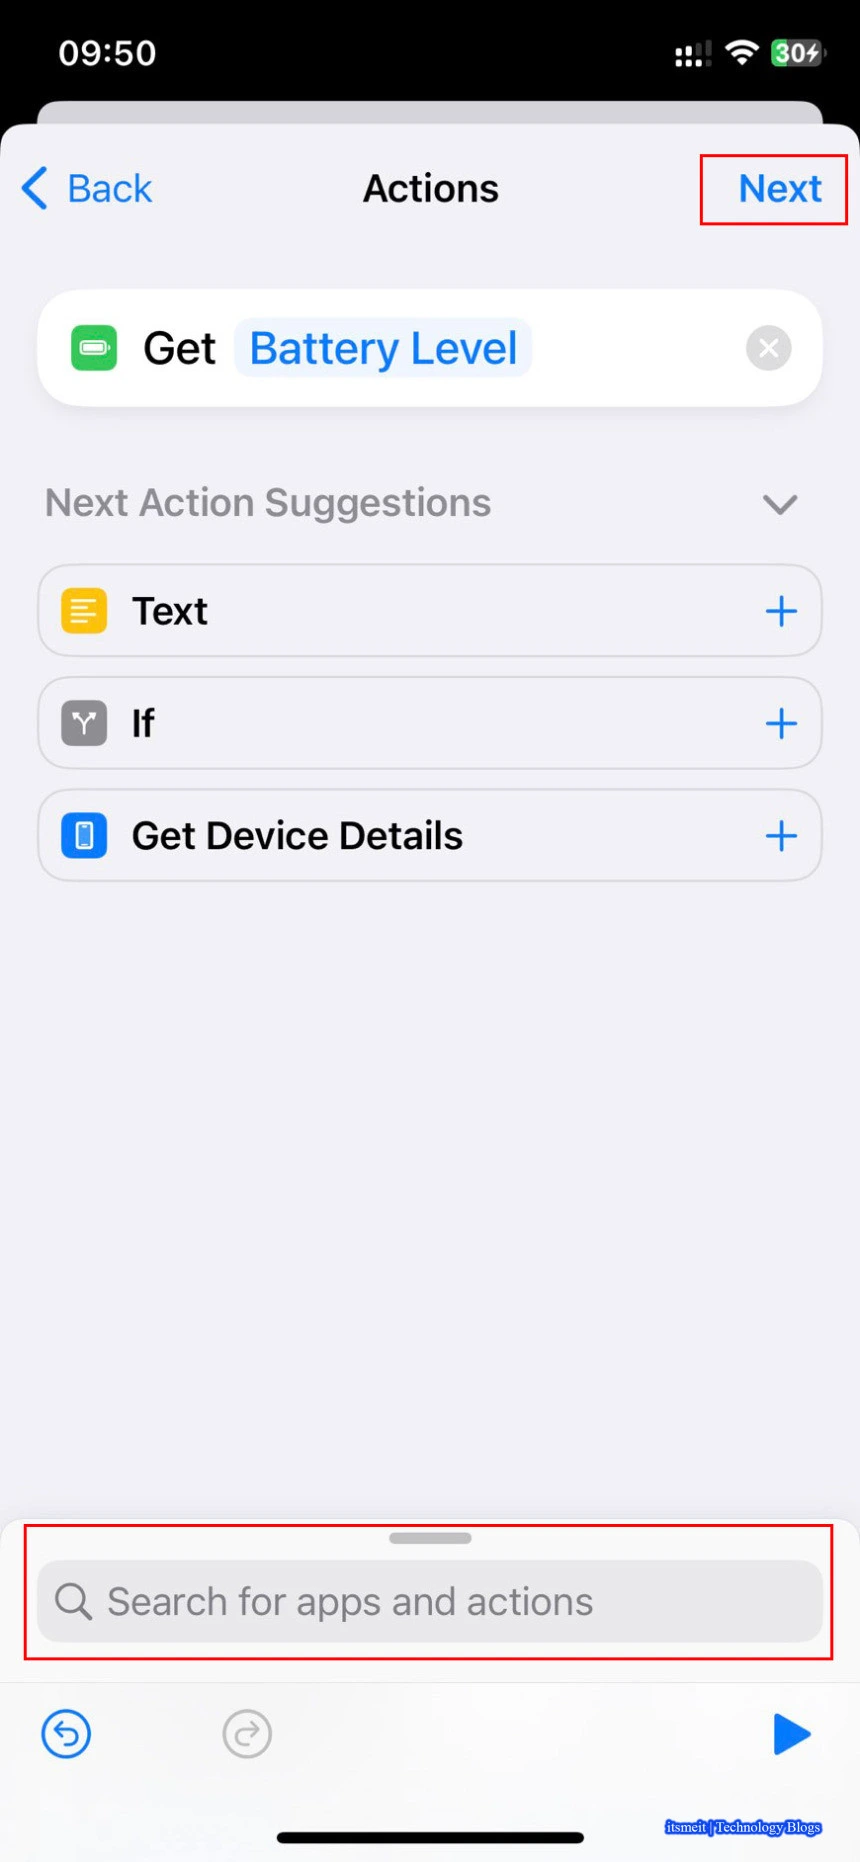 09:50
30
Back
Actions
Next
Get Battery Level
Next Action Suggestions
Text
If
Get Device Details
Search for apps and actions
itsmeit | Technology Blogs